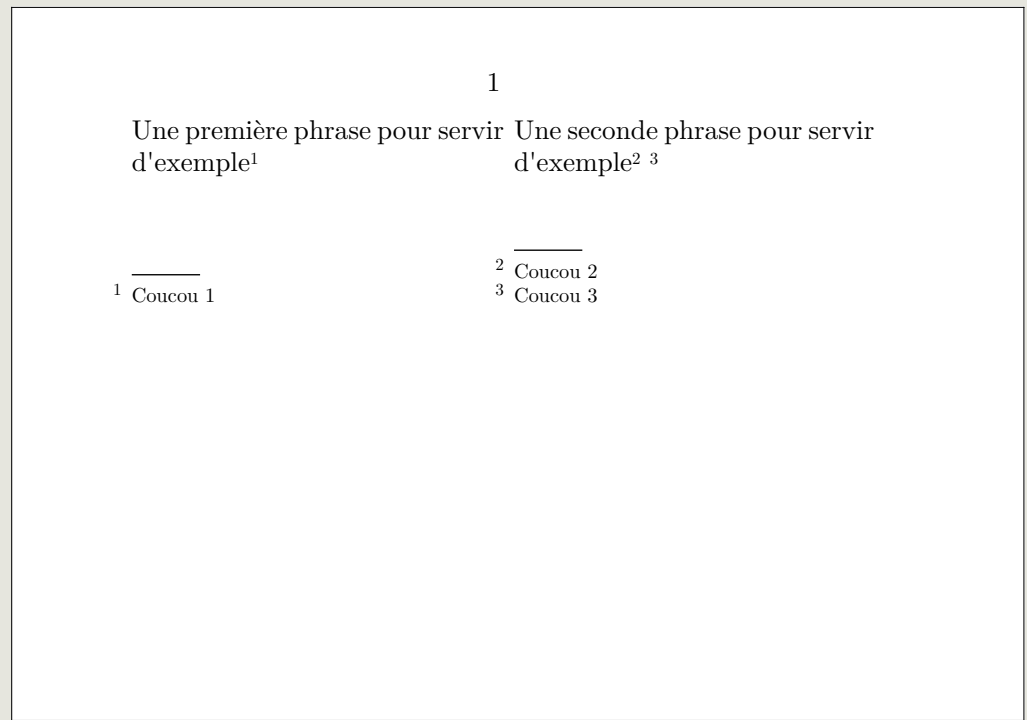 1
Une première phrase pour servir
d'exemple¹
¹ Coucou 1
Une seconde phrase pour servir
d'exemple² ³
² Coucou 2
³ Coucou 3